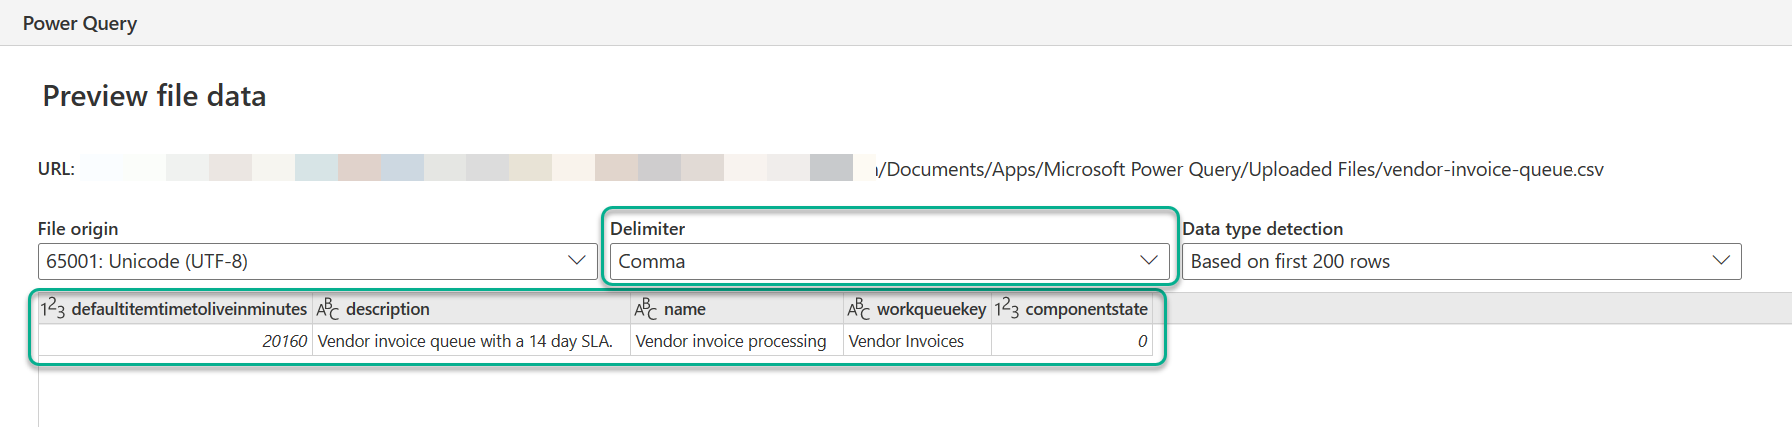 Power Query
Preview file data
URL: /Documents/Apps/Microsoft Power Query/Uploaded Files/vendor-invoice-queue.csv
File origin Delimiter Data type detection
65001: Unicode (UTF-8) Comma Based on first 200 rows
123 defaultitemtimetoliveinminutes ABC description ABC name ABC workqueuekey 123 componentstate
20160 Vendor invoice queue with a 14 day SLA. Vendor invoice processing Vendor Invoices 0